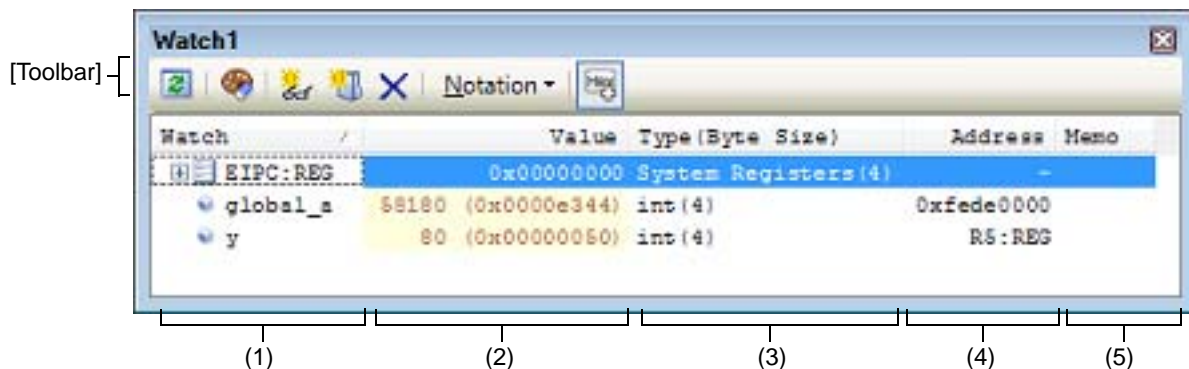 Watch1
[Toolbar]
Notation
Hex
Watch Value Type(Byte Size) Address Memo
EIPC:REG 0x00000000 System Registers(4) -
global_a 58180 (0x0000e344) int(4) 0xfede0000
y 80 (0x00000050) int(4) R5:REG
(1) (2) (3) (4) (5)